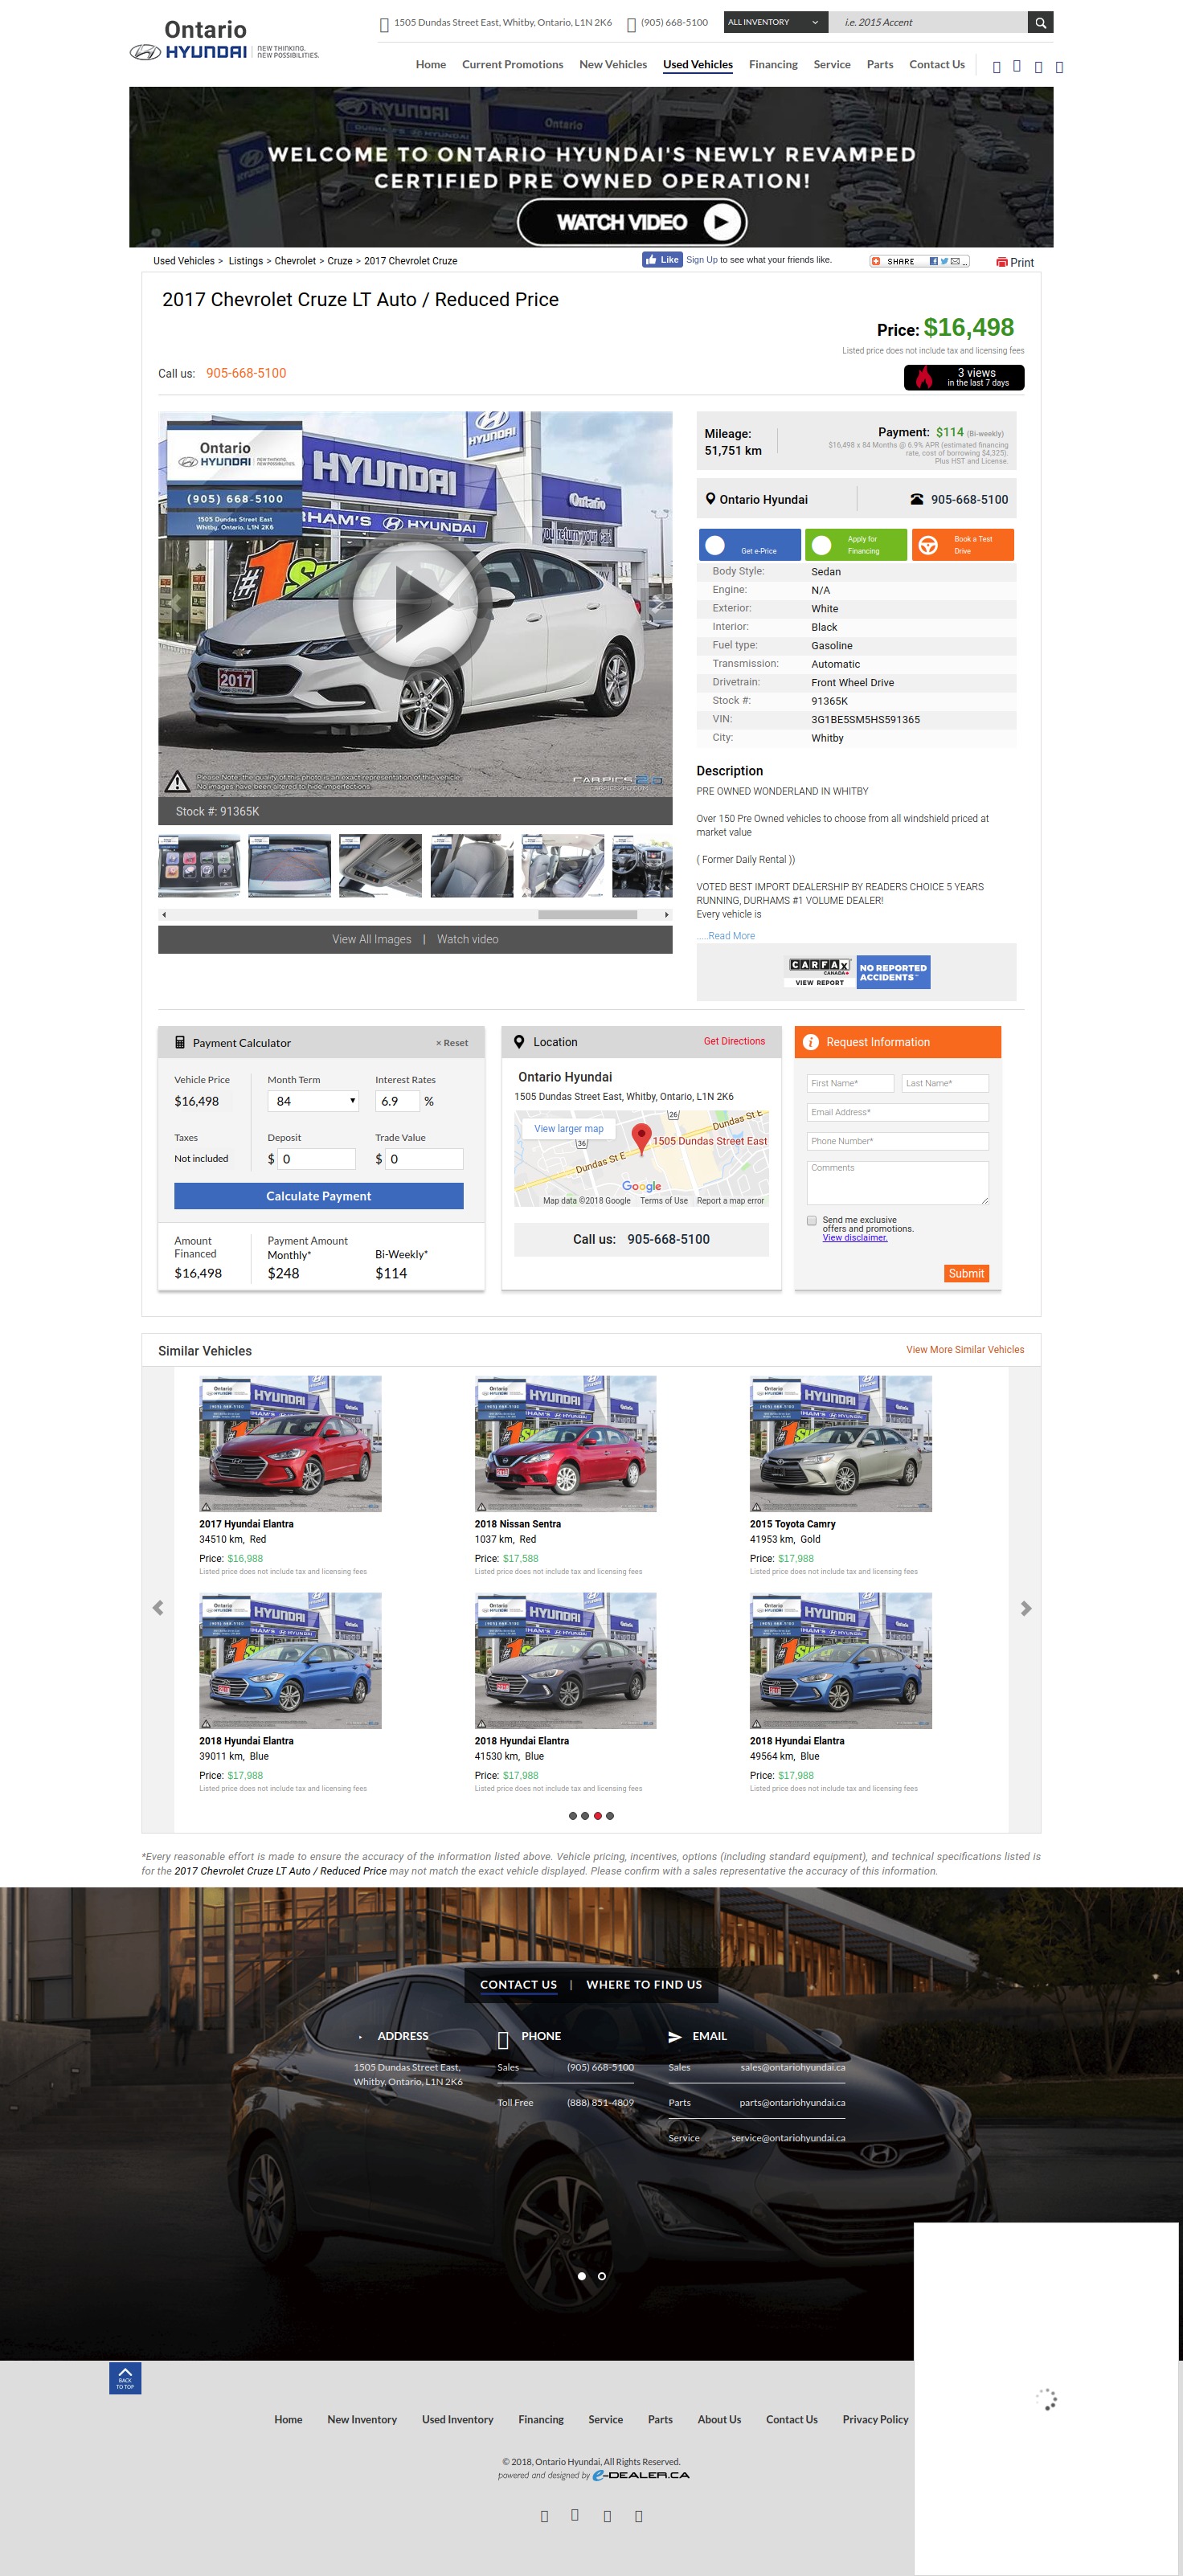 Ontario
HYUNDAI
NEW THINKING.
NEW POSSIBILITIES.
1505 Dundas Street East, Whitby, Ontario, L1N 2K6
(905) 668-5100
ALL INVENTORY
i.e. 2015 Accent
Home
Current Promotions
New Vehicles
Used Vehicles
Financing
Service
Parts
Contact Us
WELCOME TO ONTARIO HYUNDAI'S NEWLY REVAMPED
CERTIFIED PRE OWNED OPERATION!
WATCH VIDEO
Used Vehicles > Listings > Chevrolet > Cruze > 2017 Chevrolet Cruze
Like
Sign Up to see what your friends like.
SHARE
Print
2017 Chevrolet Cruze LT Auto / Reduced Price
Price: $16,498
Listed price does not include tax and licensing fees
Call us: 905-668-5100
3 views
in the last 7 days
Ontario
HYUNDAI
NEW THINKING.
NEW POSSIBILITIES.
(905) 668-5100
1505 Dundas Street East
Whitby, Ontario, L1N 2K6
HYUNDAI
HYUNDAI
Ontario
HYUNDAI
2017
Please Note: the quality of this photo is an exact representation of this vehicle.
No images have been altered to hide imperfections.
Stock #: 91365K
View All Images | Watch video
Mileage:
51,751 km
Payment: $114 (Bi-weekly)
$16,498 x 84 Months @ 6.9% APR (estimated financing
rate, cost of borrowing $4,325).
Plus HST and License.
Ontario Hyundai
905-668-5100
Get e-Price
Apply for
Financing
Book a Test
Drive
Body Style: Sedan
Engine: N/A
Exterior: White
Interior: Black
Fuel type: Gasoline
Transmission: Automatic
Drivetrain: Front Wheel Drive
Stock #: 91365K
VIN: 3G1BE5SM5HS591365
City: Whitby
Description
PRE OWNED WONDERLAND IN WHITBY
Over 150 Pre Owned vehicles to choose from all windshield priced at
market value
( Former Daily Rental ))
VOTED BEST IMPORT DEALERSHIP BY READERS CHOICE 5 YEARS
RUNNING, DURHAMS #1 VOLUME DEALER!
Every vehicle is
.....Read More
CARFAX
CANADA
VIEW REPORT
NO REPORTED
ACCIDENTS
Payment Calculator
× Reset
Vehicle Price
Month Term
Interest Rates
$16,498
84
6.9 %
Taxes
Deposit
Trade Value
Not included
$ 0
$ 0
Calculate Payment
Amount
Financed
Payment Amount
Monthly*
Bi-Weekly*
$16,498
$248
$114
Location
Get Directions
Ontario Hyundai
1505 Dundas Street East, Whitby, Ontario, L1N 2K6
View larger map
26
36
Dundas St E
Dundas St E
1505 Dundas Street East
Google
Map data ©2018 Google Terms of Use Report a map error
Call us: 905-668-5100
Request Information
First Name*
Last Name*
Email Address*
Phone Number*
Comments
Send me exclusive
offers and promotions.
View disclaimer.
Submit
Similar Vehicles
View More Similar Vehicles
2017 Hyundai Elantra
34510 km, Red
Price: $16,988
Listed price does not include tax and licensing fees
2018 Nissan Sentra
1037 km, Red
Price: $17,588
Listed price does not include tax and licensing fees
2015 Toyota Camry
41953 km, Gold
Price: $17,988
Listed price does not include tax and licensing fees
2018 Hyundai Elantra
39011 km, Blue
Price: $17,988
Listed price does not include tax and licensing fees
2018 Hyundai Elantra
41530 km, Blue
Price: $17,988
Listed price does not include tax and licensing fees
2018 Hyundai Elantra
49564 km, Blue
Price: $17,988
Listed price does not include tax and licensing fees
*Every reasonable effort is made to ensure the accuracy of the information listed above. Vehicle pricing, incentives, options (including standard equipment), and technical specifications listed is
for the 2017 Chevrolet Cruze LT Auto / Reduced Price may not match the exact vehicle displayed. Please confirm with a sales representative the accuracy of this information.
CONTACT US | WHERE TO FIND US
ADDRESS
1505 Dundas Street East,
Whitby, Ontario, L1N 2K6
PHONE
Sales (905) 668-5100
Toll Free (888) 851-4809
EMAIL
Sales sales@ontariohyundai.ca
Parts parts@ontariohyundai.ca
Service service@ontariohyundai.ca
BACK
TO TOP
Home
New Inventory
Used Inventory
Financing
Service
Parts
About Us
Contact Us
Privacy Policy
© 2018, Ontario Hyundai, All Rights Reserved.
powered and designed by e-DEALER.CA